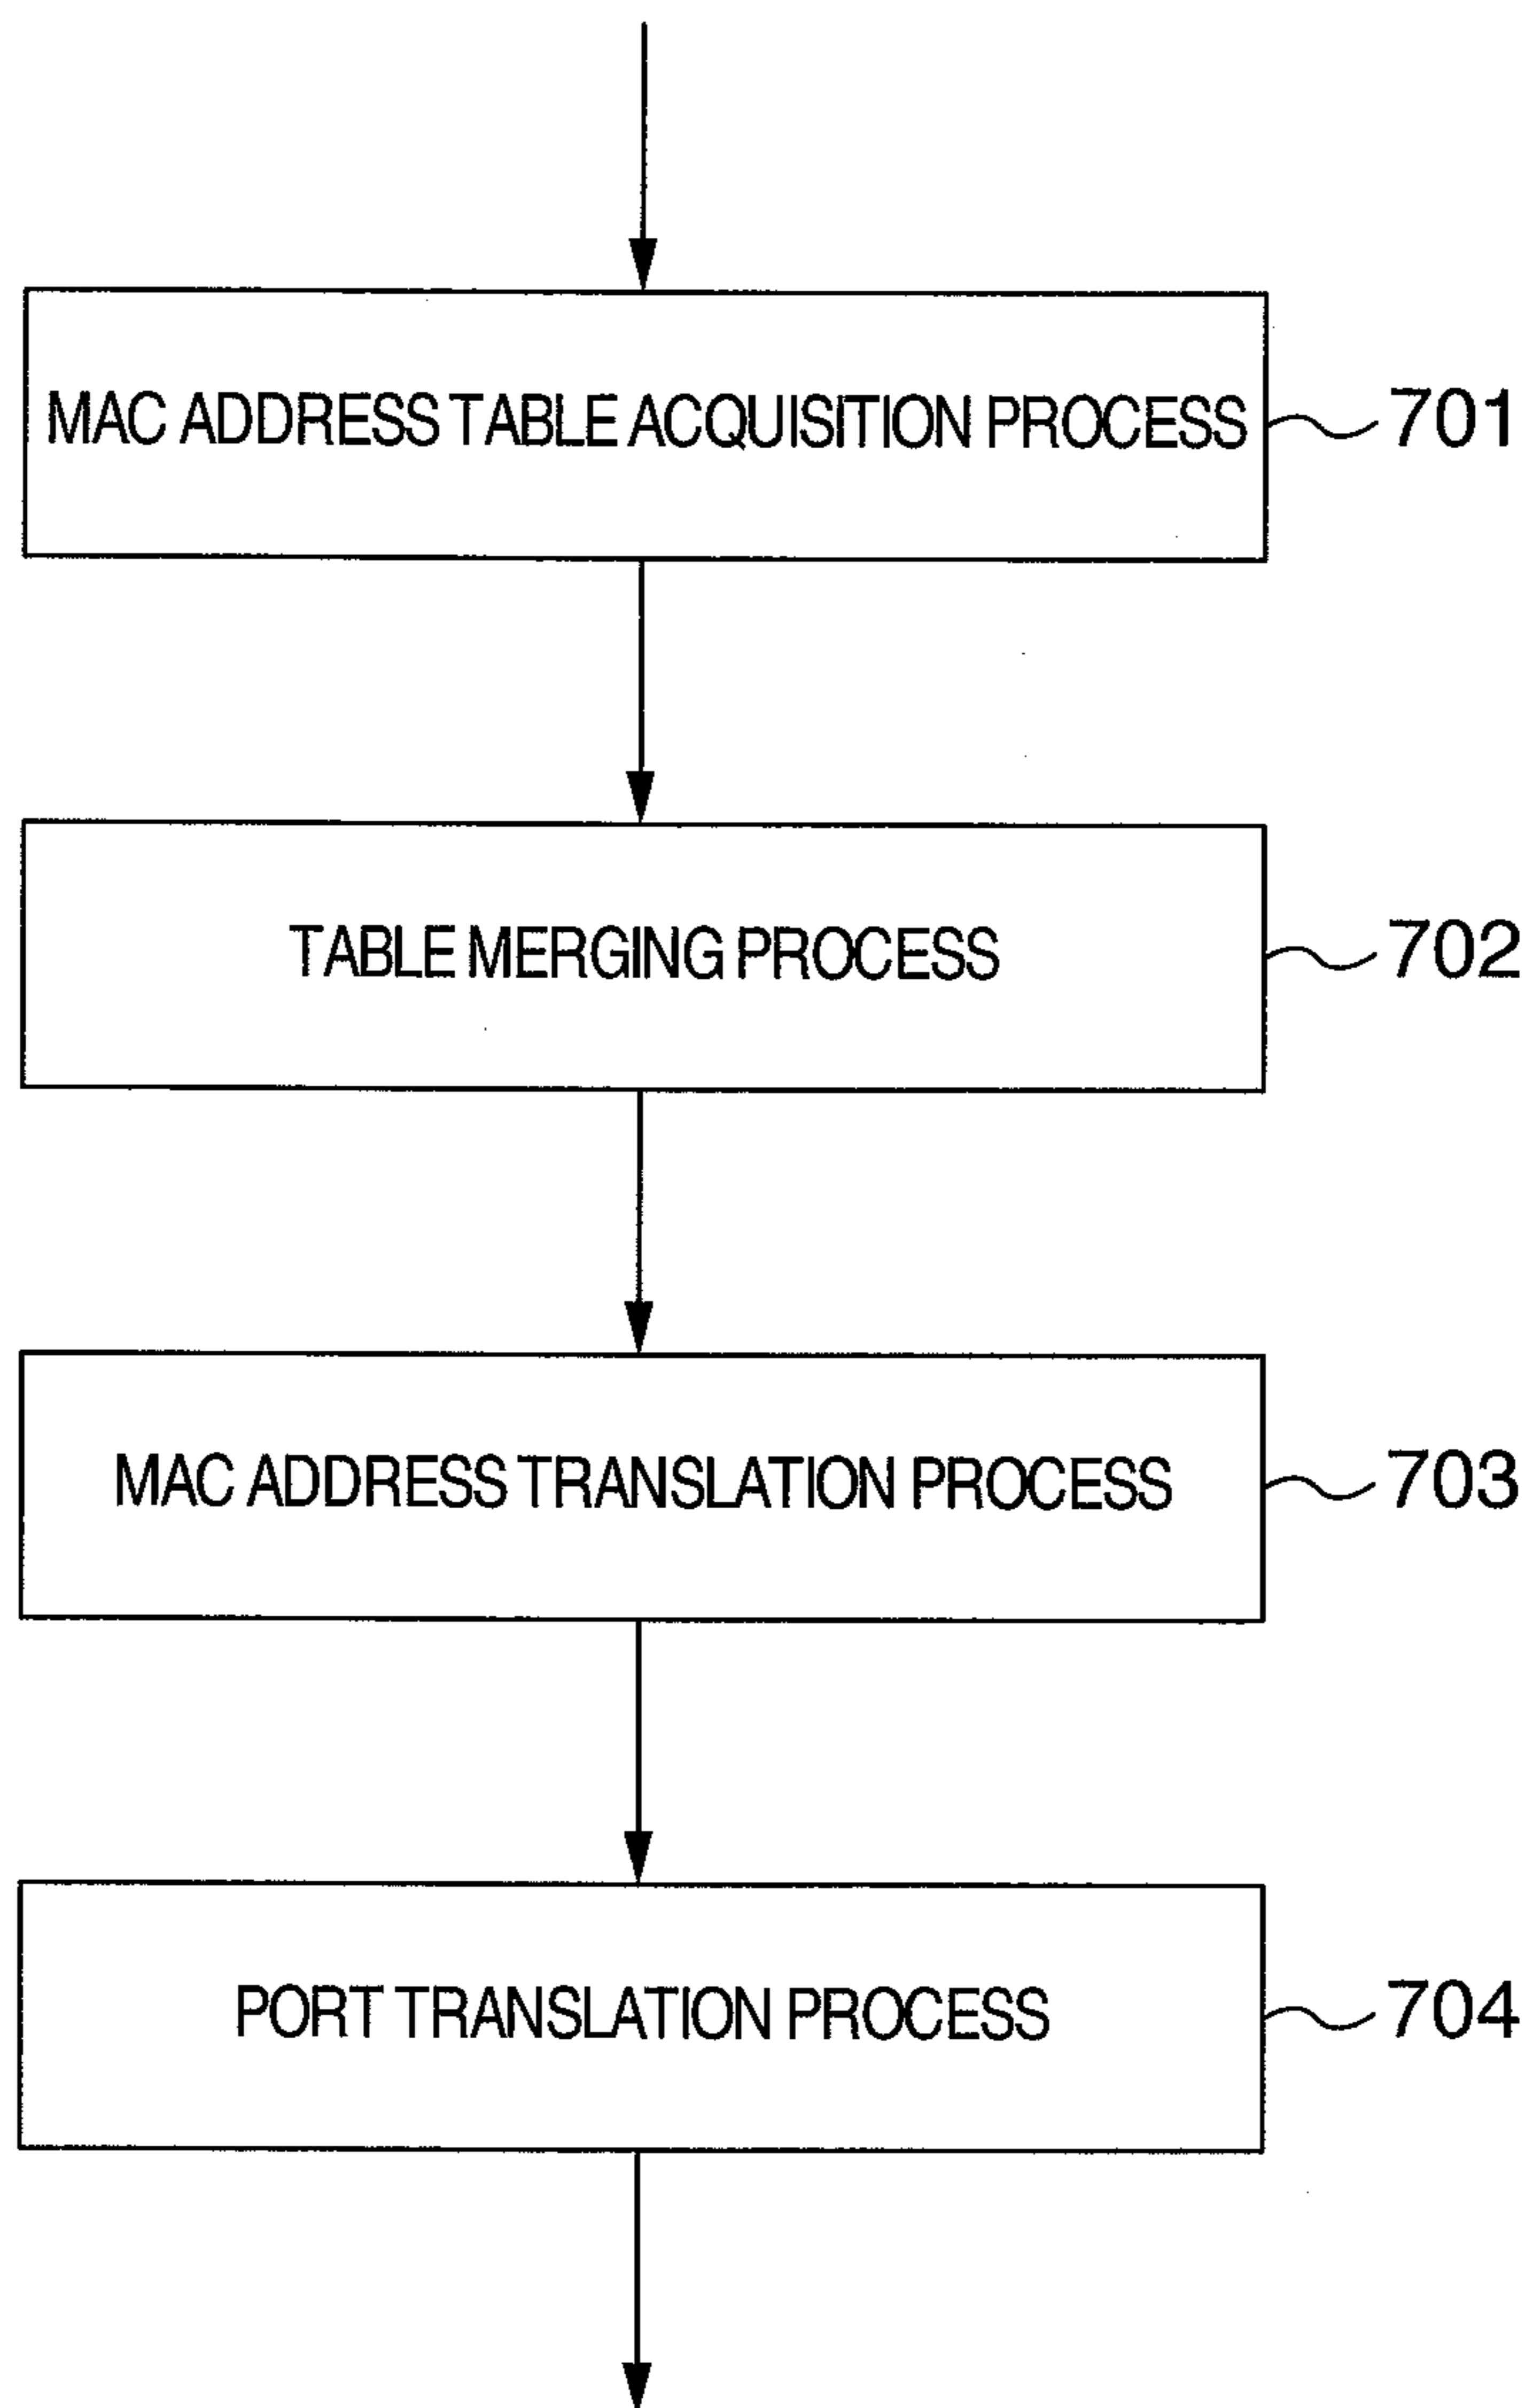 MAC ADDRESS TABLE ACQUISITION PROCESS 701
TABLE MERGING PROCESS 702
MAC ADDRESS TRANSLATION PROCESS 703
PORT TRANSLATION PROCESS 704